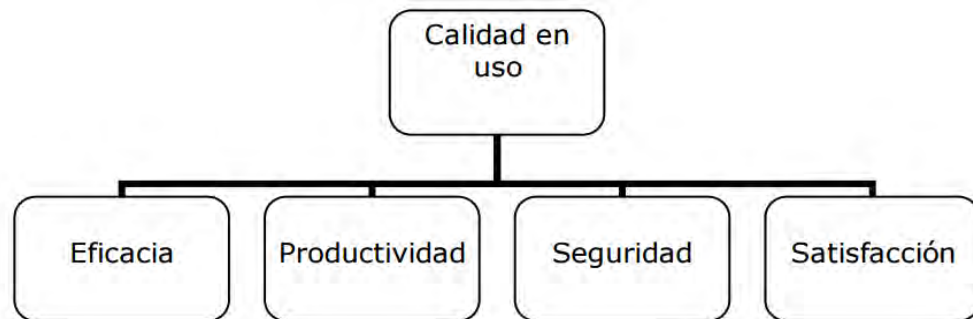 Calidad en
uso
Eficacia
Productividad
Seguridad
Satisfacción